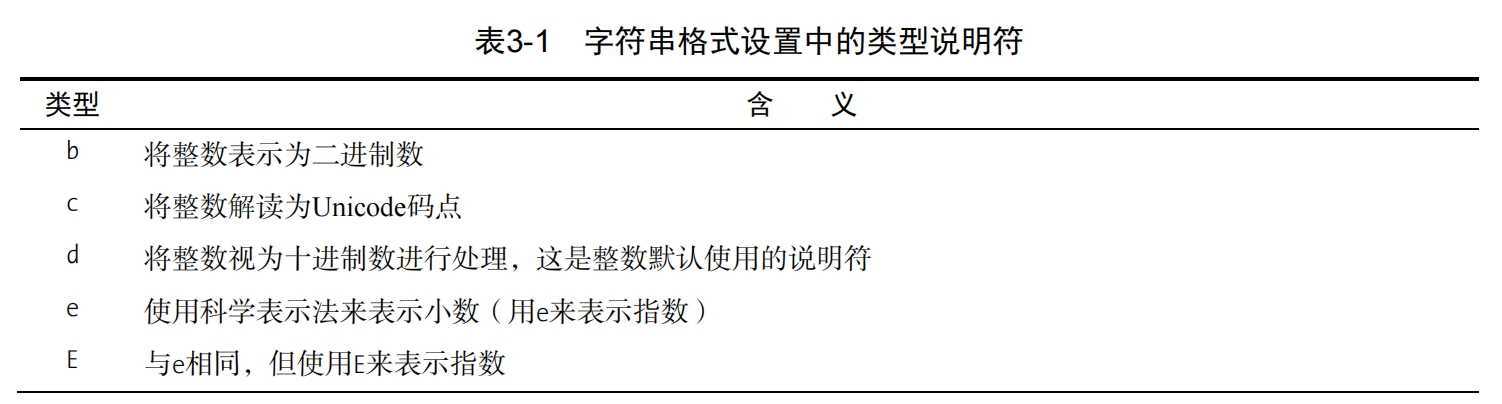 表3-1 字符串格式设置中的类型说明符
类型 含 义
b 将整数表示为二进制数
c 将整数解读为Unicode码点
d 将整数视为十进制数进行处理，这是整数默认使用的说明符
e 使用科学表示法来表示小数（用e来表示指数）
E 与e相同，但使用E来表示指数